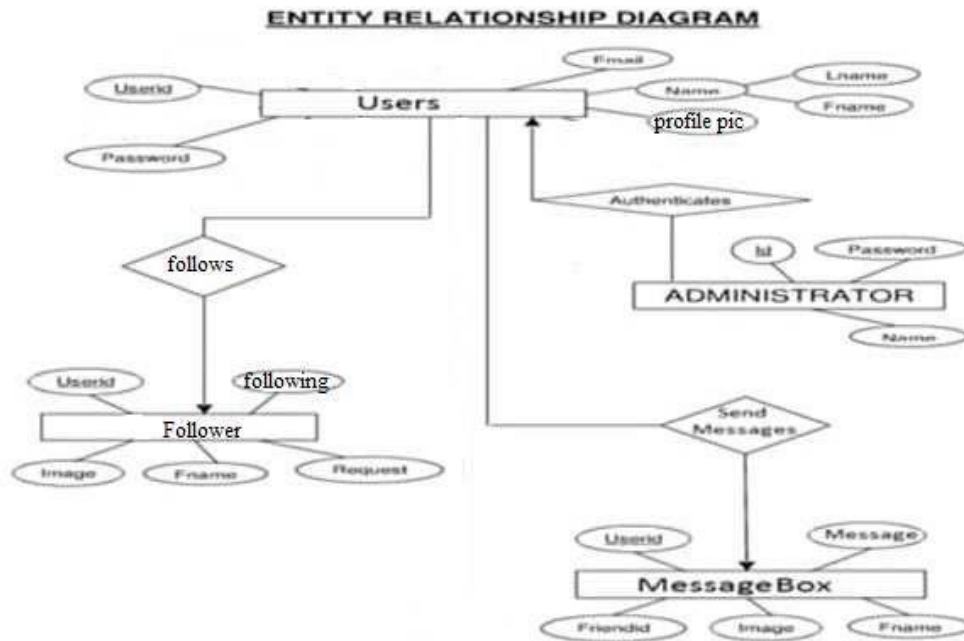 ENTITY RELATIONSHIP DIAGRAM
Email
Lname
Userid
Users
Name
Fname
profile pic
Password
Authenticates
follows
Id
Password
ADMINISTRATOR
Name
Userid
following
Follower
Send
Messages
Image
Fname
Request
Userid
Message
MessageBox
Friendid
Image
Fname